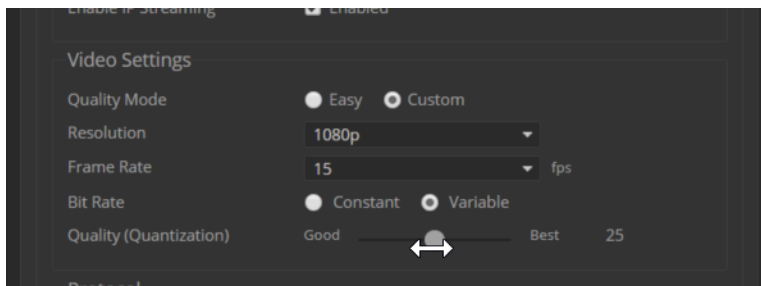 Enable IP Streaming Enabled
Video Settings
Quality Mode Easy Custom
Resolution 1080p
Frame Rate 15 fps
Bit Rate Constant Variable
Quality (Quantization) Good Best 25
Protocol